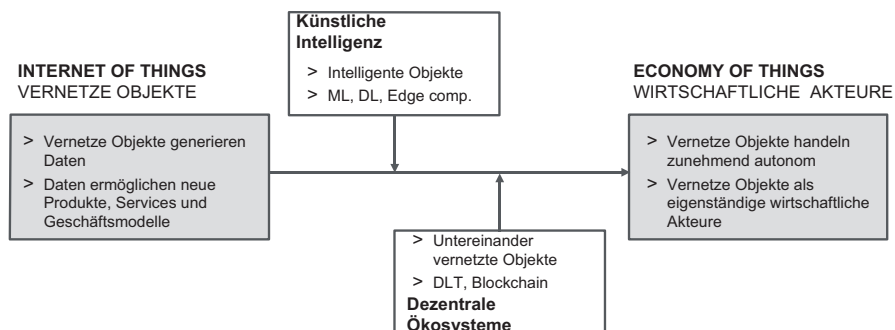 Künstliche
Intelligenz
> Intelligente Objekte
> ML, DL, Edge comp.
INTERNET OF THINGS
VERNETZE OBJEKTE
> Vernetze Objekte generieren
Daten
> Daten ermöglichen neue
Produkte, Services und
Geschäftsmodelle
ECONOMY OF THINGS
WIRTSCHAFTLICHE AKTEURE
> Vernetze Objekte handeln
zunehmend autonom
> Vernetze Objekte als
eigenständige wirtschaftliche
Akteure
> Untereinander
vernetzte Objekte
> DLT, Blockchain
Dezentrale
Ökosysteme